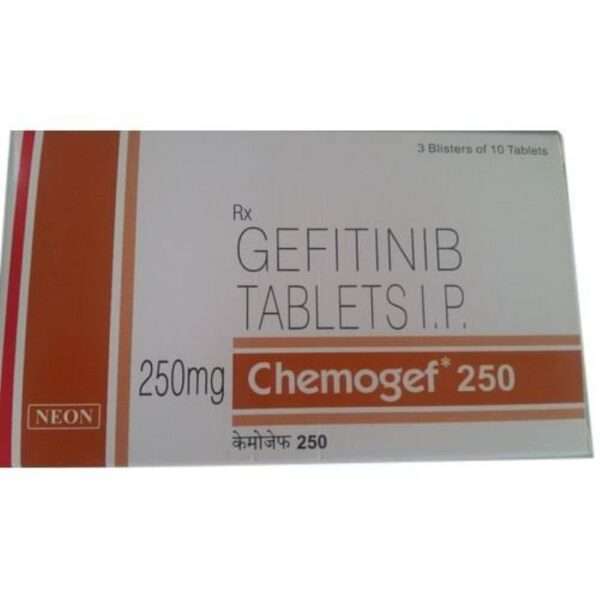 3 Blisters of 10 Tablets
Rx
GEFITINIB
TABLETS I.P.
250mg
Chemogef* 250
NEON
केमोजेफ 250